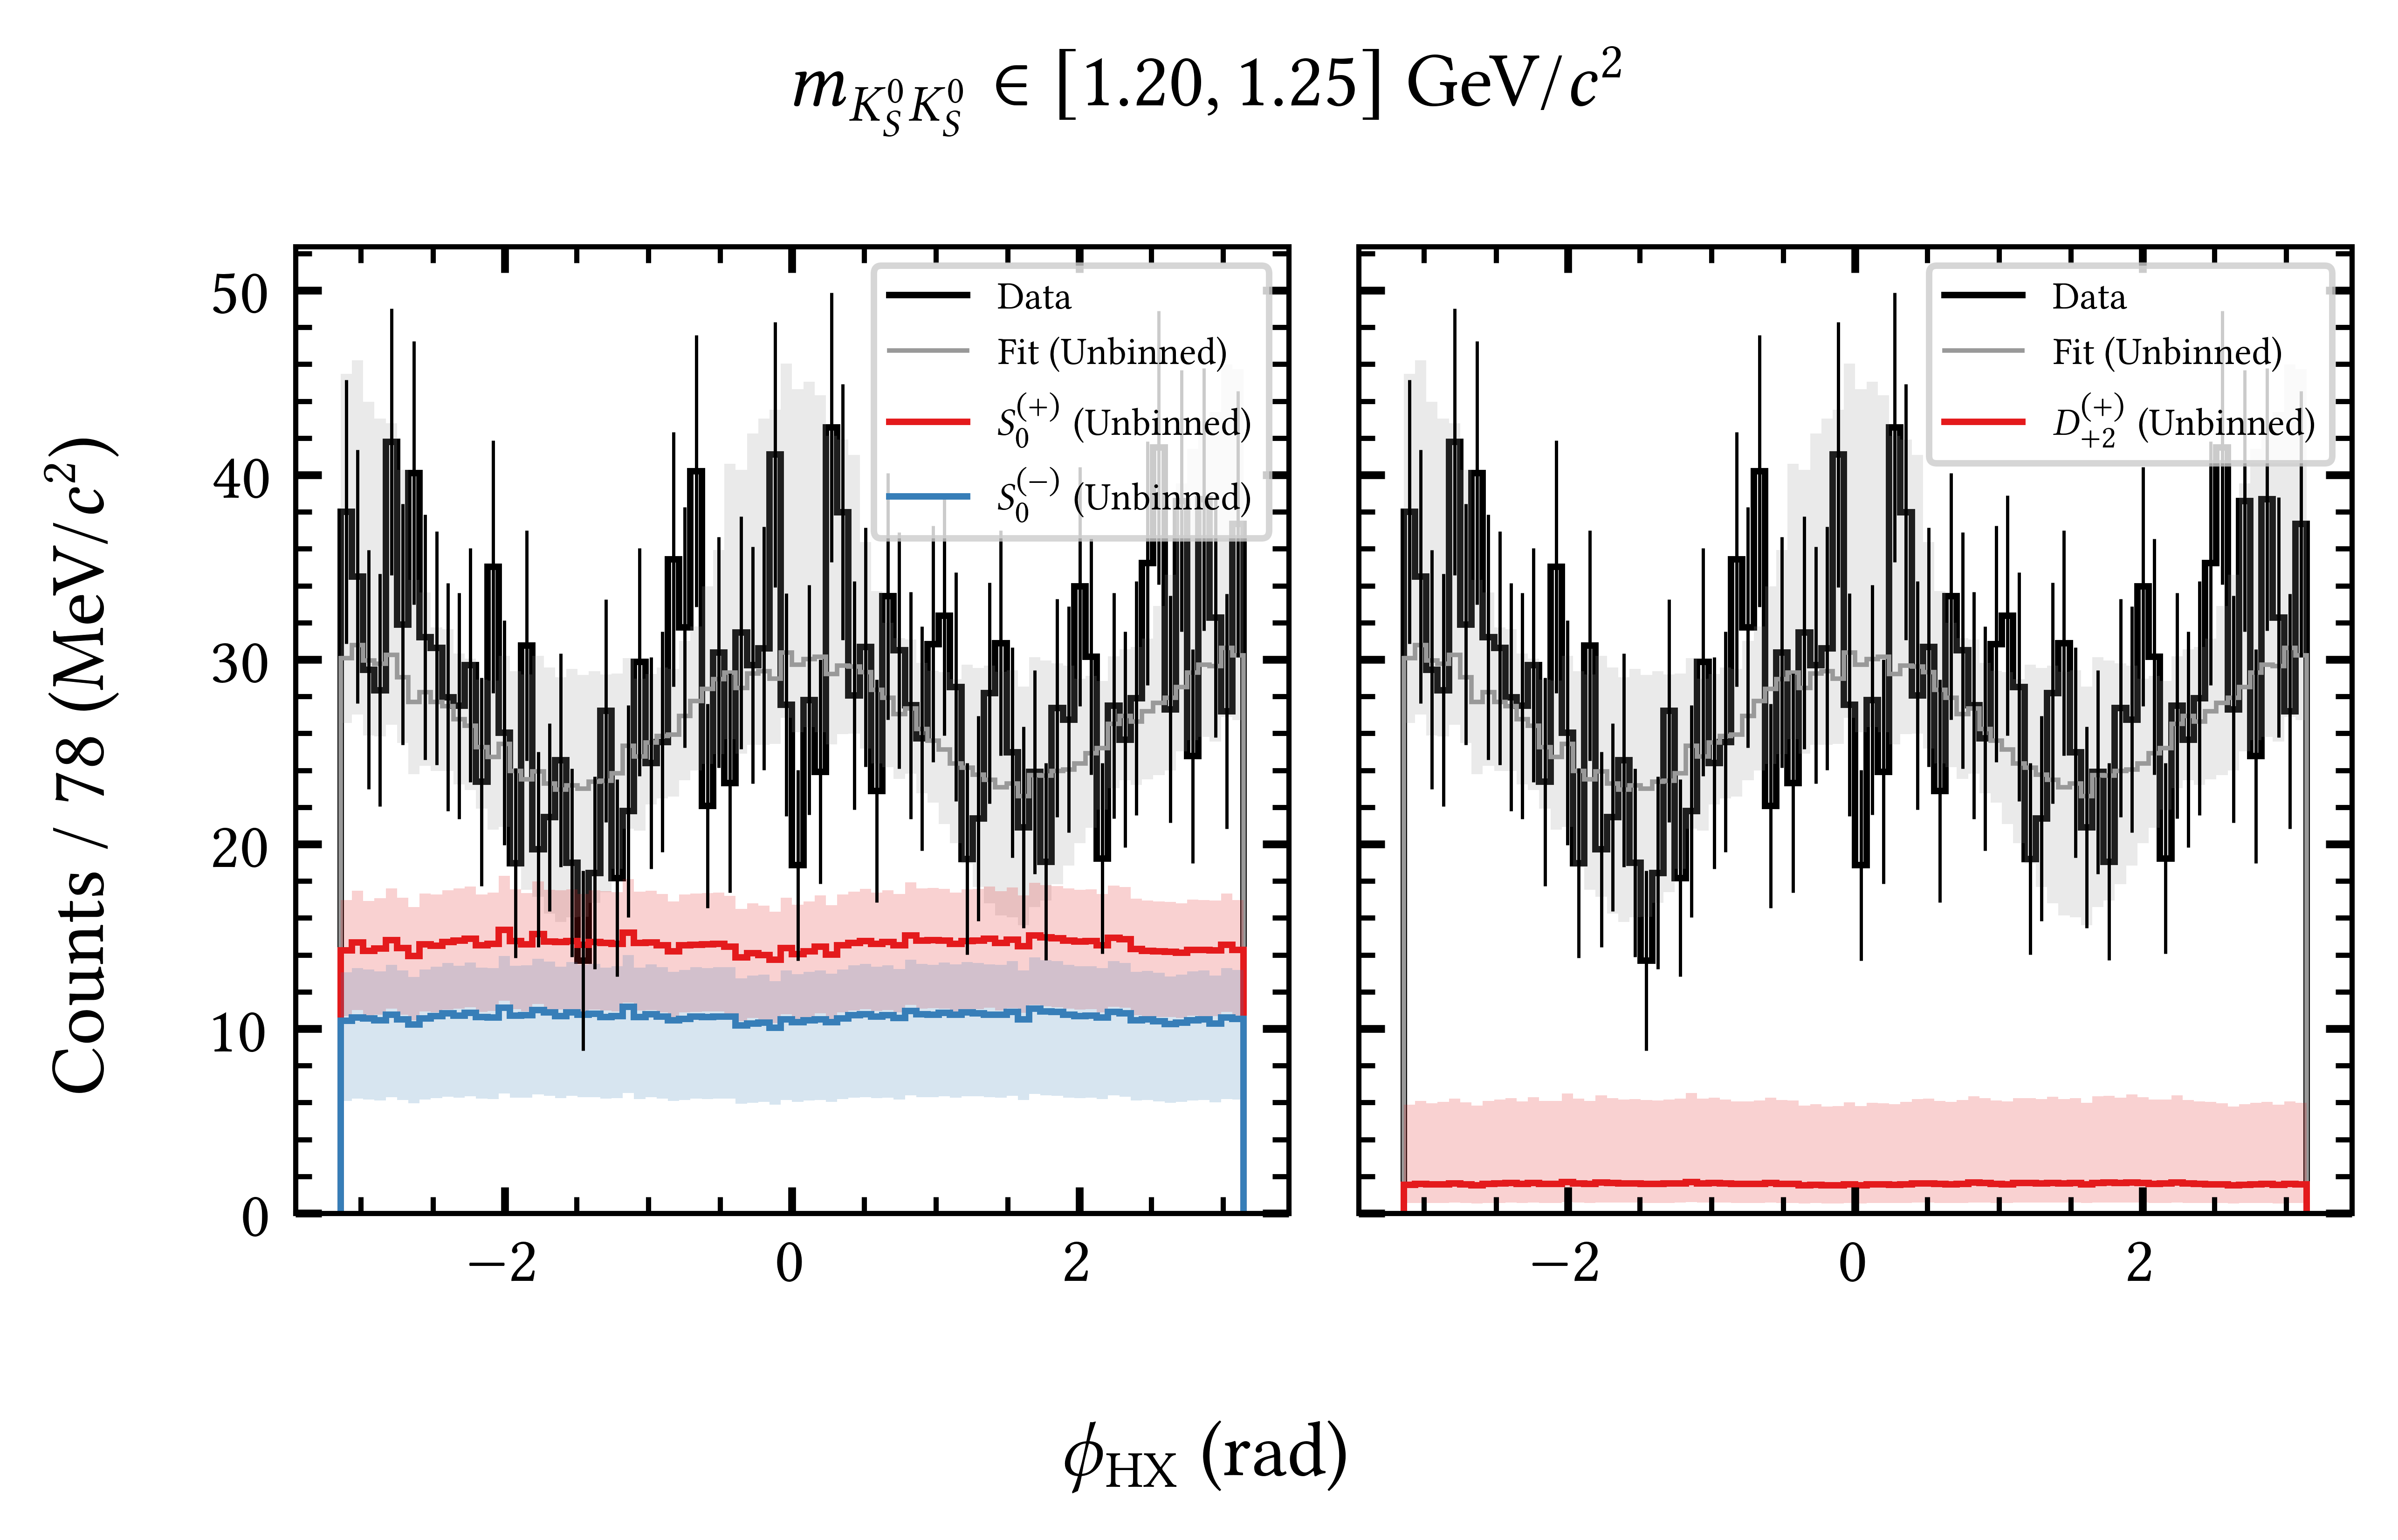 m_{K_S^0 K_S^0} ∈ [1.20, 1.25] GeV/c²
Counts / 78 (MeV/c²)
50
40
30
20
10
0
−2
0
2
Data
Fit (Unbinned)
S_0^{(+)} (Unbinned)
S_0^{(−)} (Unbinned)
−2
0
2
Data
Fit (Unbinned)
D_{+2}^{(+)} (Unbinned)
ϕ_{HX} (rad)